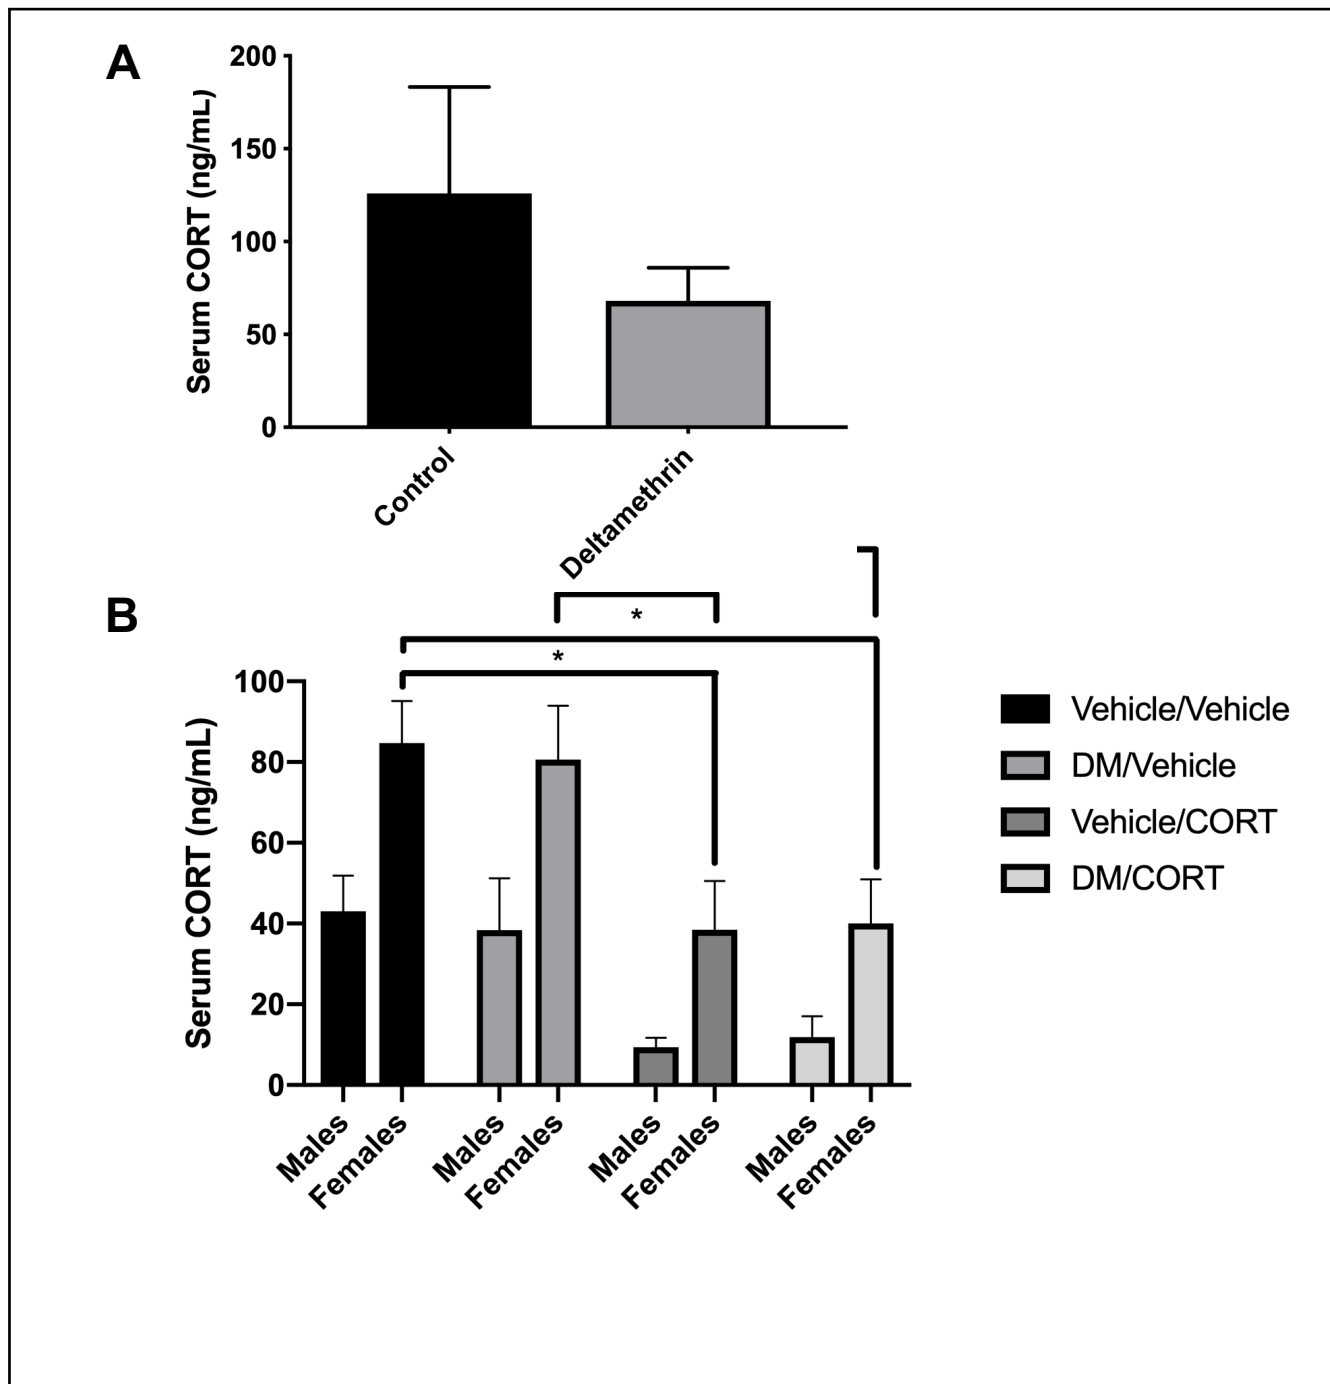 A
Serum CORT (ng/mL)
200
150
100
50
0
Control
Deltamethrin
B
*
*
Serum CORT (ng/mL)
100
80
60
40
20
0
Males
Females
Males
Females
Males
Females
Males
Females
Vehicle/Vehicle
DM/Vehicle
Vehicle/CORT
DM/CORT